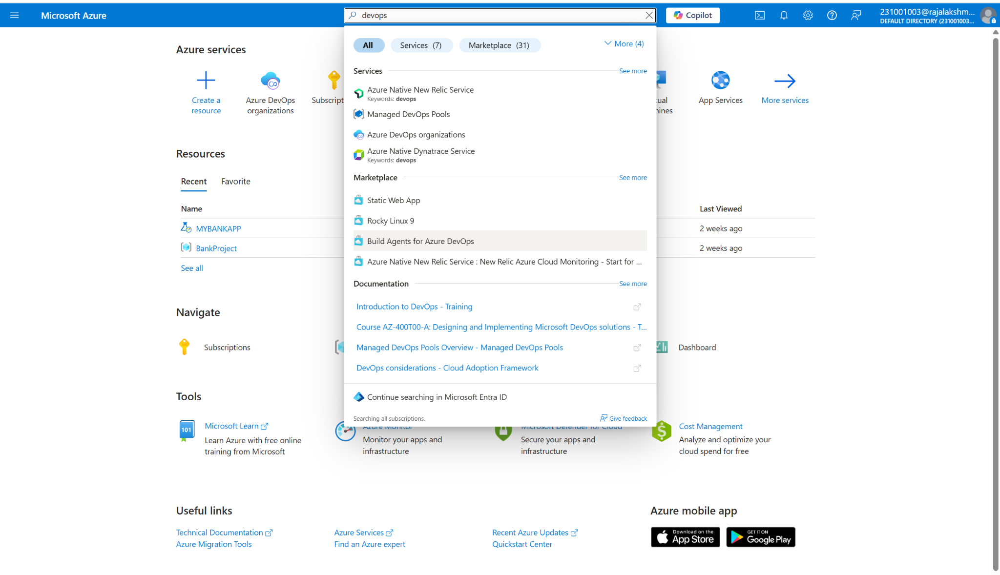 Microsoft Azure
devops
Copilot
231001003@rajalakshm...
DEFAULT DIRECTORY (231001003...
All
Services (7)
Marketplace (31)
More (4)
Services
See more
Azure Native New Relic Service
Keywords: devops
Managed DevOps Pools
Azure DevOps organizations
Azure Native Dynatrace Service
Keywords: devops
Marketplace
See more
Static Web App
Rocky Linux 9
Build Agents for Azure DevOps
Azure Native New Relic Service : New Relic Azure Cloud Monitoring - Start for ...
Documentation
See more
Introduction to DevOps - Training
Course AZ-400T00-A: Designing and Implementing Microsoft DevOps solutions - T...
Managed DevOps Pools Overview - Managed DevOps Pools
DevOps considerations - Cloud Adoption Framework
Continue searching in Microsoft Entra ID
Searching all subscriptions.
Give feedback
Azure services
Create a
resource
Azure DevOps
organizations
Subscript
App Services
More services
Resources
Recent
Favorite
Name
Last Viewed
MYBANKAPP
2 weeks ago
BankProject
2 weeks ago
See all
Navigate
Subscriptions
Dashboard
Tools
101
Microsoft Learn
Learn Azure with free online
training from Microsoft
Azure Monitor
Monitor your apps and
infrastructure
Microsoft Defender for Cloud
Secure your apps and
infrastructure
Cost Management
Analyze and optimize your
cloud spend for free
Useful links
Technical Documentation
Azure Migration Tools
Azure Services
Find an Azure expert
Recent Azure Updates
Quickstart Center
Azure mobile app
Download on the
App Store
GET IT ON
Google Play